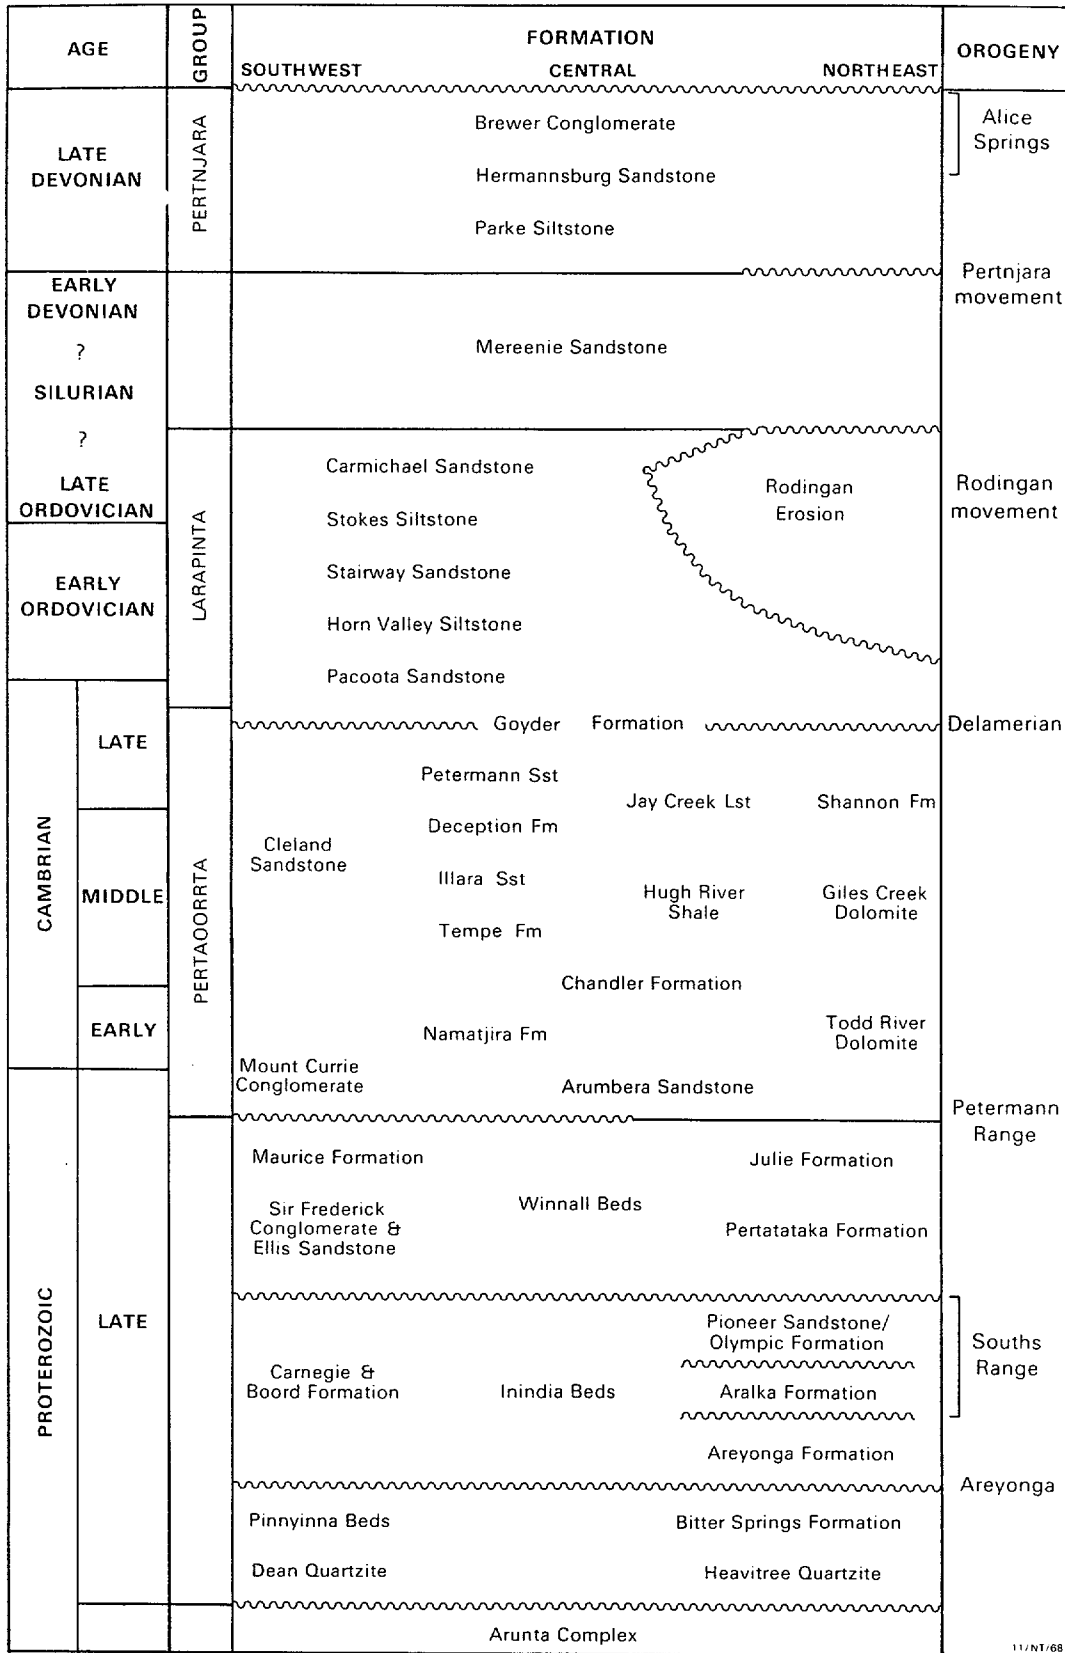 AGE
GROUP
FORMATION
SOUTHWEST CENTRAL NORTHEAST
OROGENY
LATE
DEVONIAN
PERTNJARA
Brewer Conglomerate
Hermannsburg Sandstone
Parke Siltstone
Alice
Springs
EARLY
DEVONIAN
?
SILURIAN
?
LATE
ORDOVICIAN
Mereenie Sandstone
Pertnjara
movement
EARLY
ORDOVICIAN
LARAPINTA
Carmichael Sandstone
Stokes Siltstone
Stairway Sandstone
Horn Valley Siltstone
Pacoota Sandstone
Rodingan
Erosion
Rodingan
movement
CAMBRIAN
LATE
MIDDLE
EARLY
PERTAOORRTA
Goyder Formation
Delamerian
Petermann Sst
Jay Creek Lst
Shannon Fm
Deception Fm
Cleland
Sandstone
Illara Sst
Hugh River
Shale
Giles Creek
Dolomite
Tempe Fm
Chandler Formation
Namatjira Fm
Todd River
Dolomite
Mount Currie
Conglomerate
Arumbera Sandstone
Petermann
Range
PROTEROZOIC
LATE
Maurice Formation
Julie Formation
Sir Frederick
Conglomerate &
Ellis Sandstone
Winnall Beds
Pertatataka Formation
Pioneer Sandstone/
Olympic Formation
Souths
Range
Carnegie &
Boord Formation
Inindia Beds
Aralka Formation
Areyonga Formation
Areyonga
Pinnyinna Beds
Bitter Springs Formation
Dean Quartzite
Heavitree Quartzite
Arunta Complex
11/NT/68